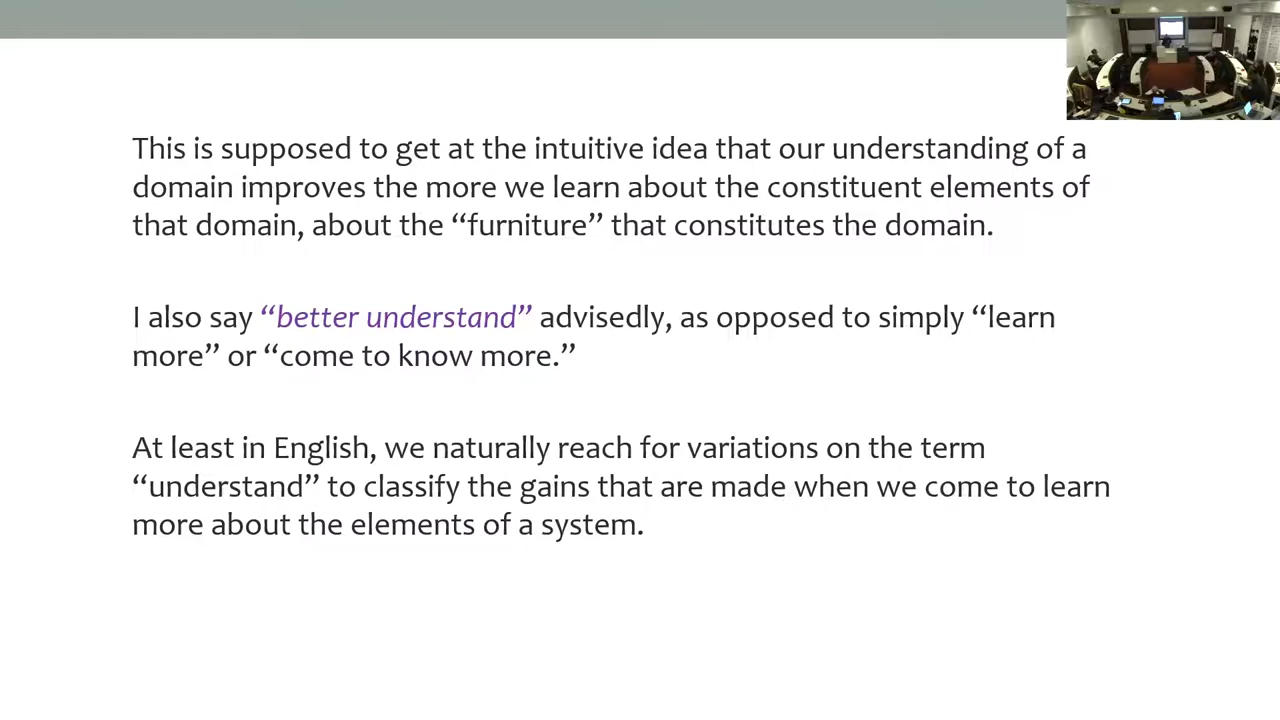 This is supposed to get at the intuitive idea that our understanding of a
domain improves the more we learn about the constituent elements of
that domain, about the “furniture” that constitutes the domain.
I also say “better understand” advisedly, as opposed to simply “learn
more” or “come to know more.”
At least in English, we naturally reach for variations on the term
“understand” to classify the gains that are made when we come to learn
more about the elements of a system.